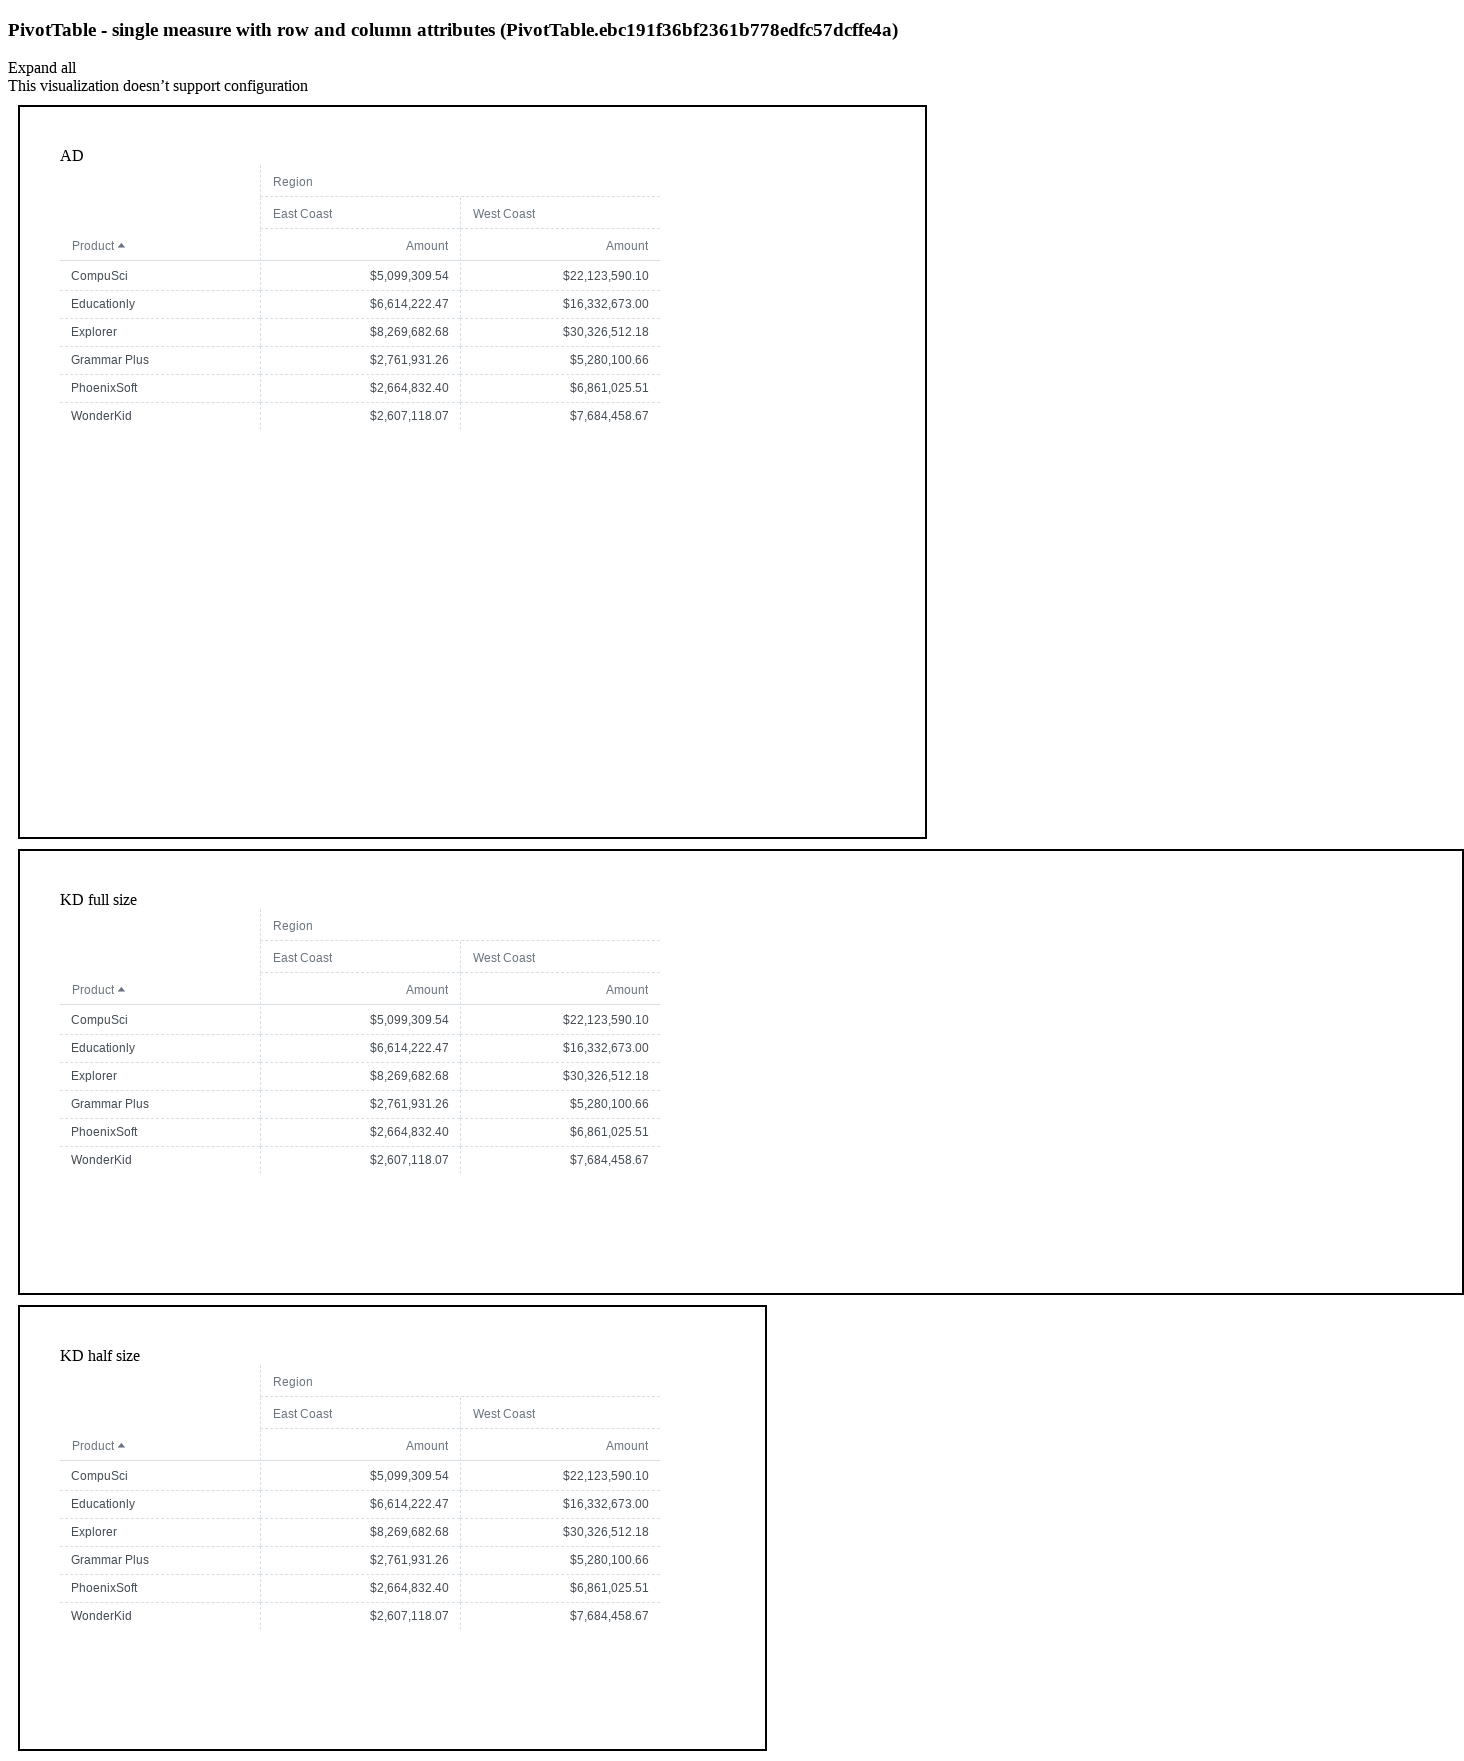 PivotTable - single measure with row and column attributes (PivotTable.ebc191f36bf2361b778edfc57dcffe4a)
Expand all
This visualization doesn’t support configuration
AD
Region
East Coast West Coast
Product Amount Amount
CompuSci $5,099,309.54 $22,123,590.10
Educationly $6,614,222.47 $16,332,673.00
Explorer $8,269,682.68 $30,326,512.18
Grammar Plus $2,761,931.26 $5,280,100.66
PhoenixSoft $2,664,832.40 $6,861,025.51
WonderKid $2,607,118.07 $7,684,458.67
KD full size
Region
East Coast West Coast
Product Amount Amount
CompuSci $5,099,309.54 $22,123,590.10
Educationly $6,614,222.47 $16,332,673.00
Explorer $8,269,682.68 $30,326,512.18
Grammar Plus $2,761,931.26 $5,280,100.66
PhoenixSoft $2,664,832.40 $6,861,025.51
WonderKid $2,607,118.07 $7,684,458.67
KD half size
Region
East Coast West Coast
Product Amount Amount
CompuSci $5,099,309.54 $22,123,590.10
Educationly $6,614,222.47 $16,332,673.00
Explorer $8,269,682.68 $30,326,512.18
Grammar Plus $2,761,931.26 $5,280,100.66
PhoenixSoft $2,664,832.40 $6,861,025.51
WonderKid $2,607,118.07 $7,684,458.67